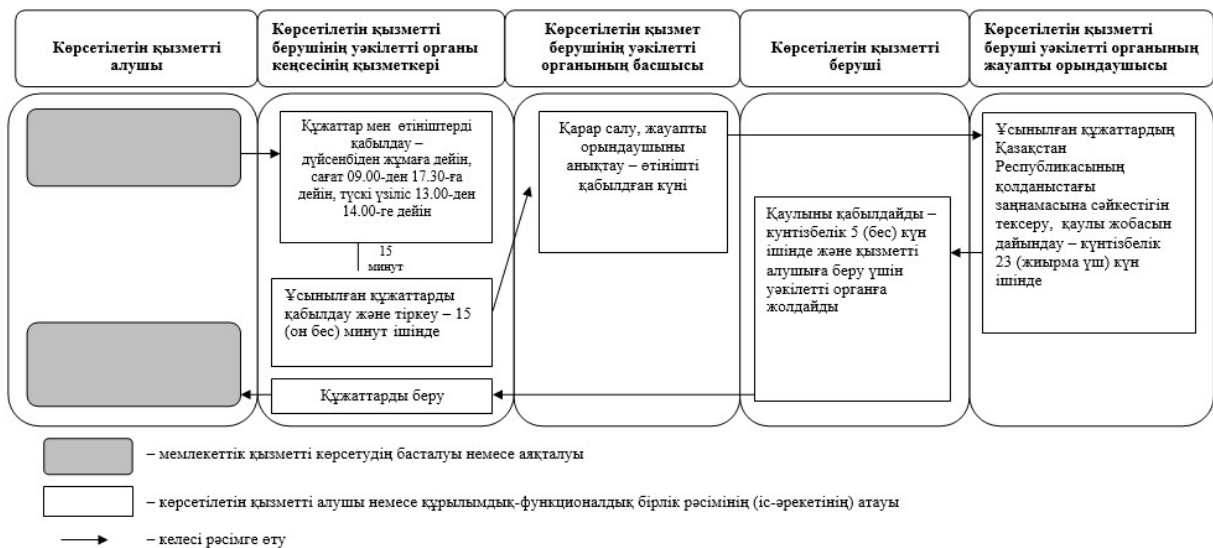 Көрсетілетін қызметті
алушы
Көрсетілетін қызметті
берушінің уәкілетті органы
кеңсесінің қызметкері
Көрсетілетін қызмет
берушінің уәкілетті
органының басшысы
Көрсетілетін қызметті
беруші
Көрсетілетін қызметті
беруші уәкілетті органының
жауапты орындаушысы
Құжаттар мен өтініштерді
қабылдау –
дүйсенбіден жұмаға дейін,
сағат 09.00-ден 17.30-ға
дейін, түскі үзіліс 13.00-ден
14.00-ге дейін
15
минут
Ұсынылған құжаттарды
қабылдау және тіркеу – 15
(он бес) минут ішінде
Құжаттарды беру
Қарар салу, жауапты
орындаушыны
анықтау – өтінішті
қабылдған күні
Қаулыны қабылдайды –
кунтізбелік 5 (бес) күн
ішінде және қызметті
алушыға беру үшін
уәкілетті органға
жолдайды
Ұсынылған құжаттардың
Қазақстан
Республикасының
қолданыстағы
заңнамасына сәйкестігін
тексеру, қаулы жобасын
дайындау – күнтізбелік
23 (жиырма үш) күн
ішінде
– мемлекеттік қызметті көрсетудің басталуы немесе аяқталуы
– көрсетілетін қызметті алушы немесе құрылымдық-функционалдық бірлік рәсімінің (іс-әрекетінің) атауы
– келесі рәсімге өту